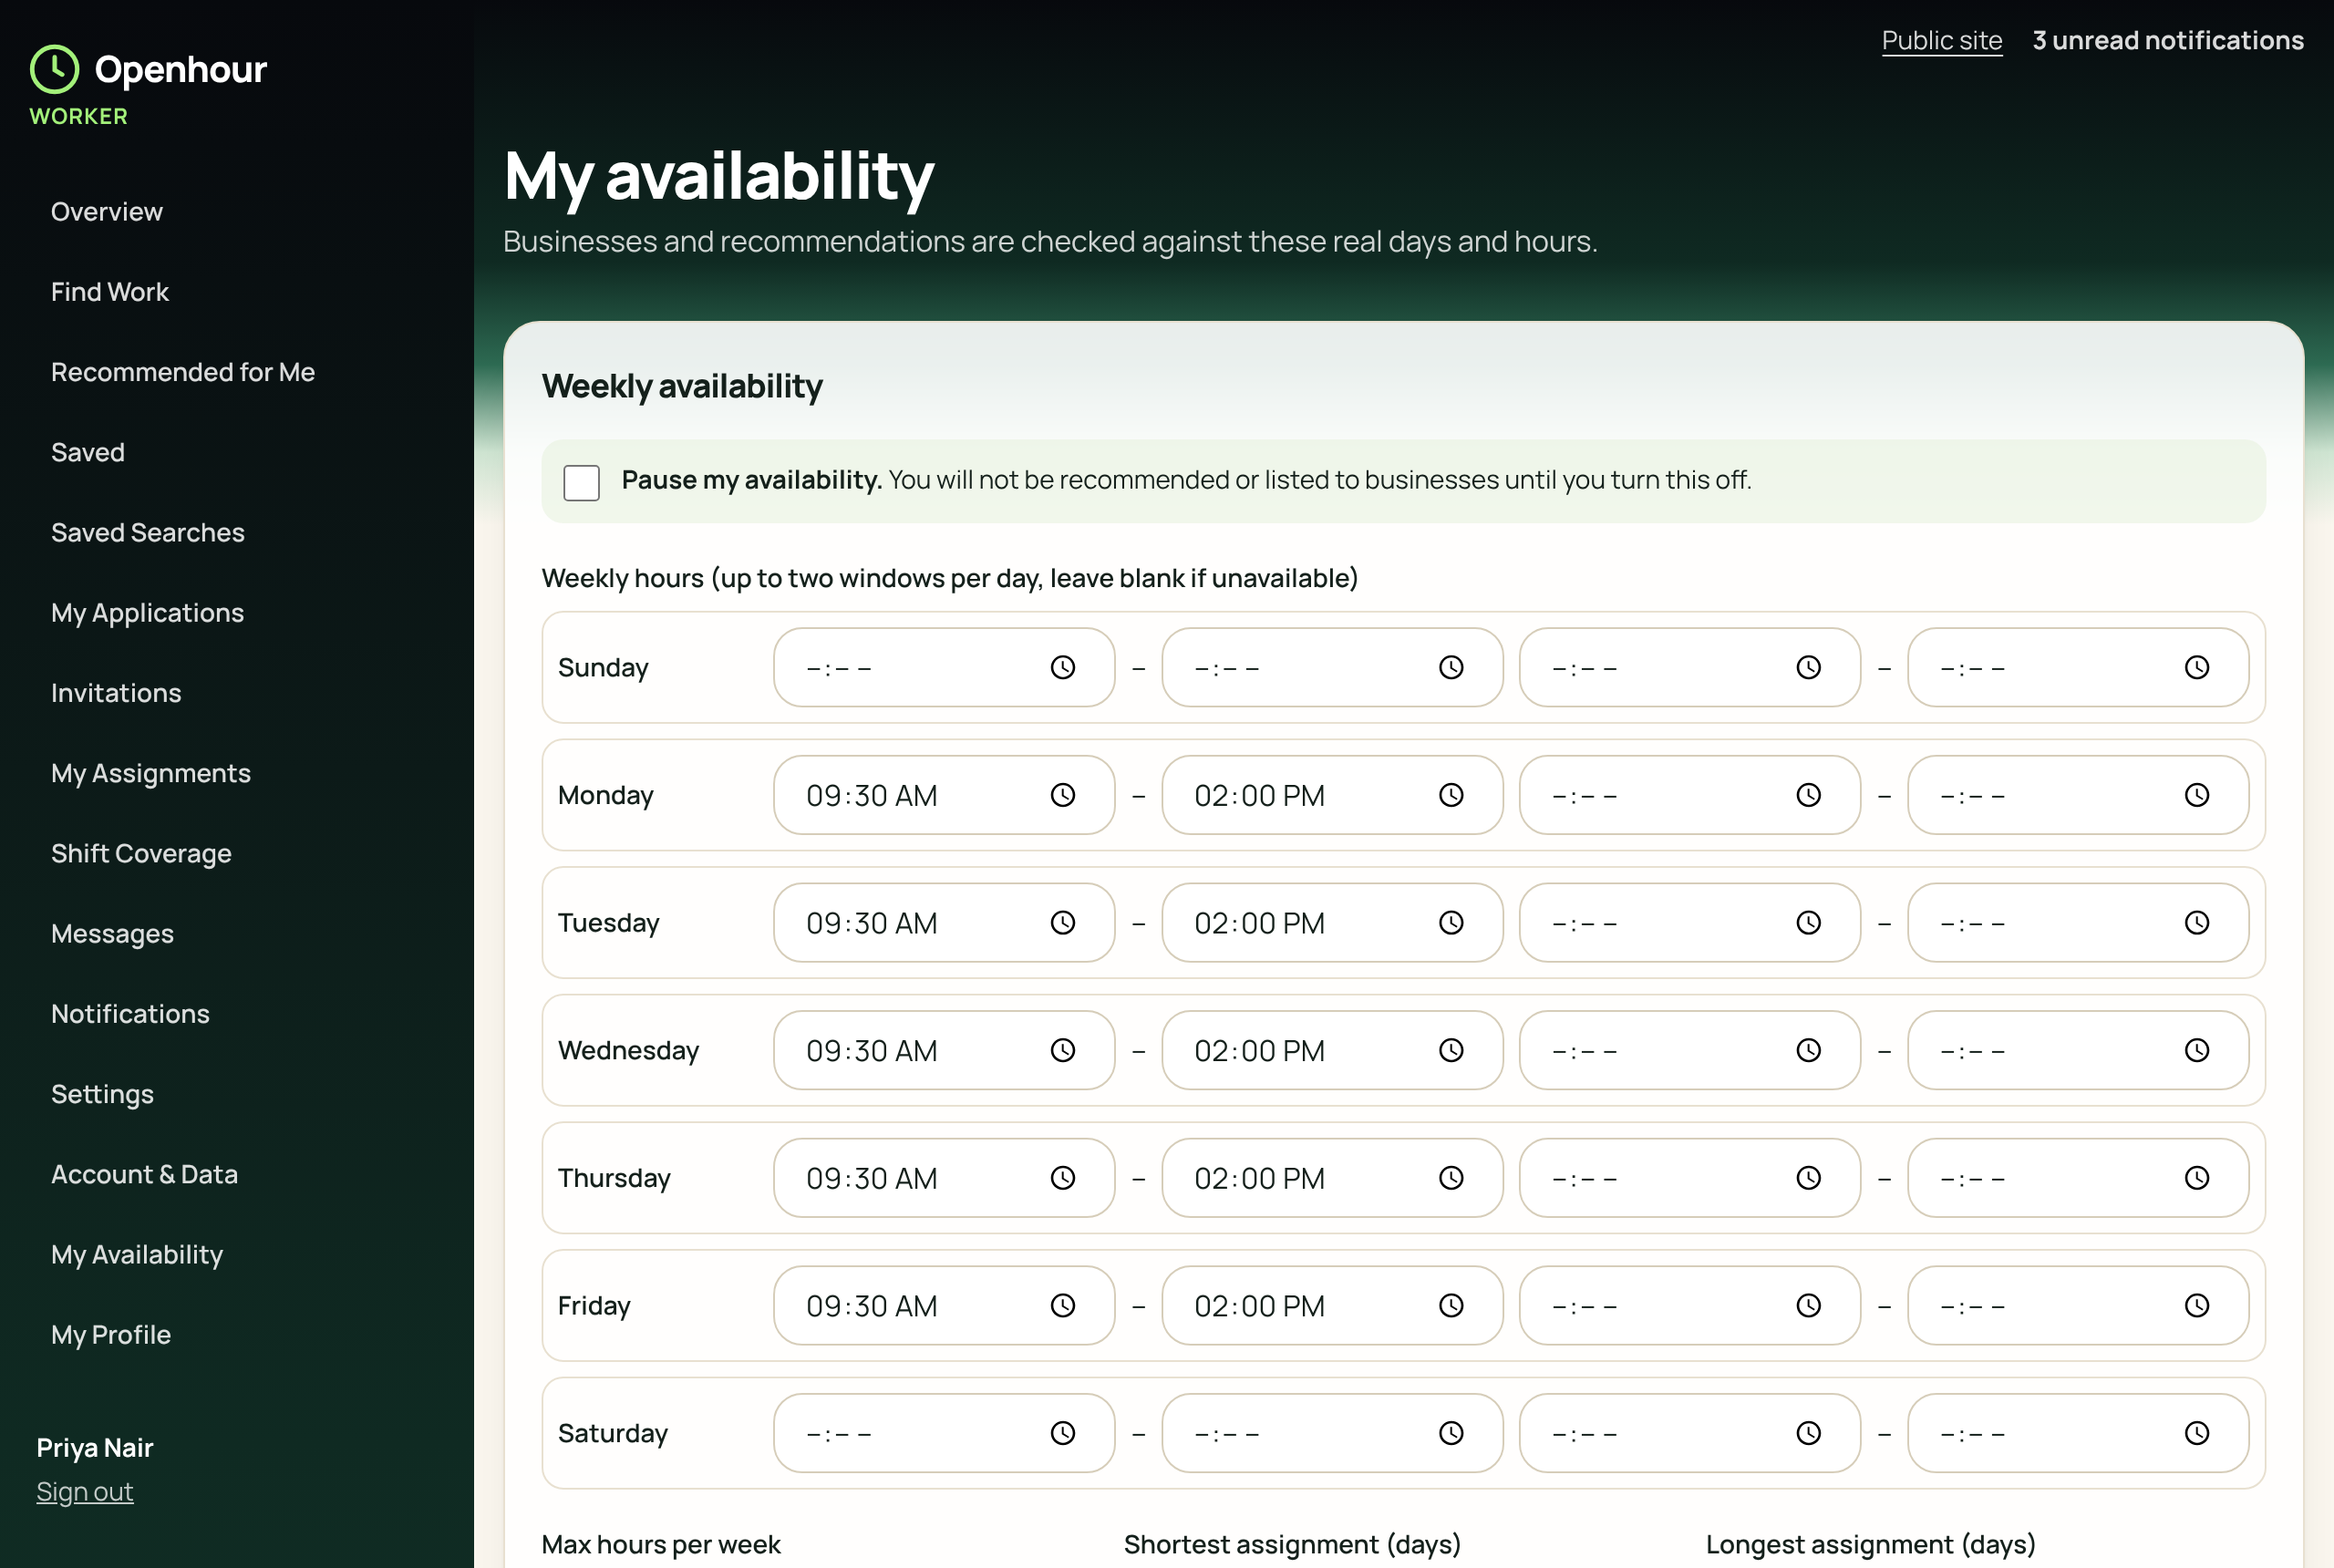 Openhour
WORKER
Overview
Find Work
Recommended for Me
Saved
Saved Searches
My Applications
Invitations
My Assignments
Shift Coverage
Messages
Notifications
Settings
Account & Data
My Availability
My Profile
Priya Nair
Sign out
Public site 3 unread notifications
My availability
Businesses and recommendations are checked against these real days and hours.
Weekly availability
Pause my availability. You will not be recommended or listed to businesses until you turn this off.
Weekly hours (up to two windows per day, leave blank if unavailable)
Sunday –:–– – –:–– –:–– – –:––
Monday 09:30 AM – 02:00 PM –:–– – –:––
Tuesday 09:30 AM – 02:00 PM –:–– – –:––
Wednesday 09:30 AM – 02:00 PM –:–– – –:––
Thursday 09:30 AM – 02:00 PM –:–– – –:––
Friday 09:30 AM – 02:00 PM –:–– – –:––
Saturday –:–– – –:–– –:–– – –:––
Max hours per week Shortest assignment (days) Longest assignment (days)